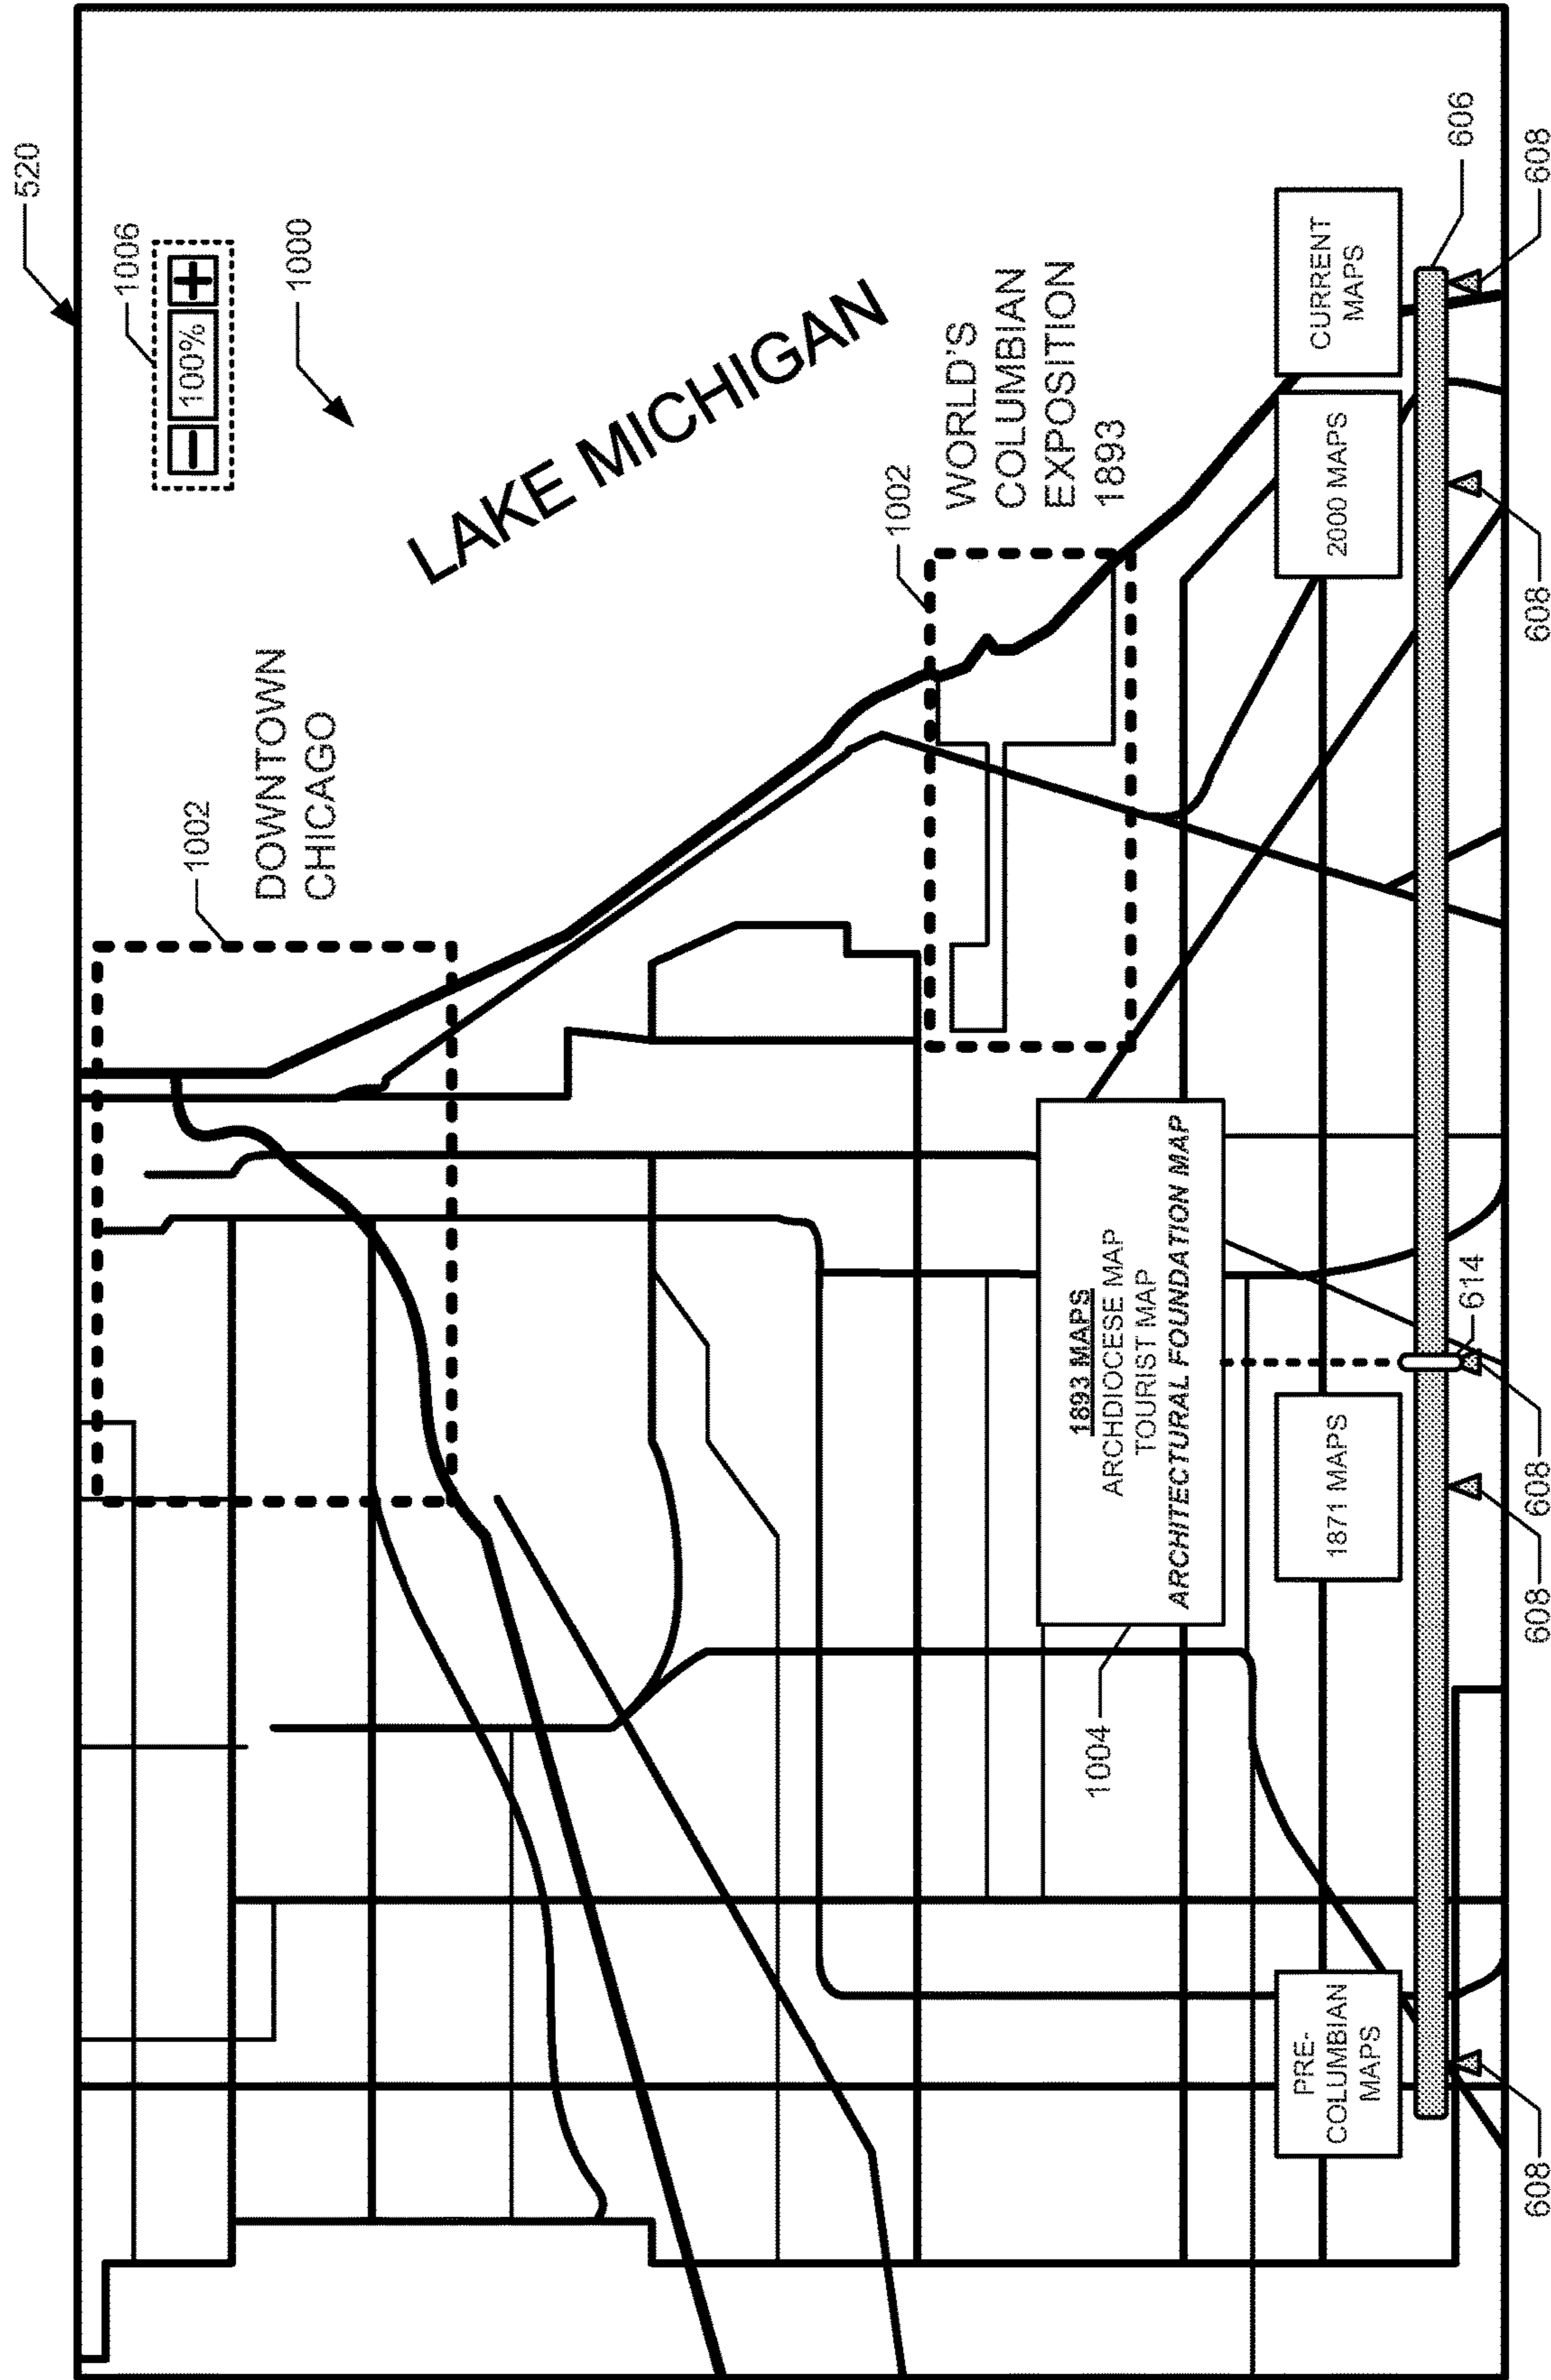 520
1006
100%
1000
LAKE MICHIGAN
1002
DOWNTOWN
CHICAGO
1002
WORLD'S
COLUMBIAN
EXPOSITION
1893
1004
1893 MAPS
ARCHDIOCESE MAP
TOURIST MAP
ARCHITECTURAL FOUNDATION MAP
PRE-
COLUMBIAN
MAPS
1871 MAPS
2000 MAPS
CURRENT
MAPS
614
606
608
608
608
608
608